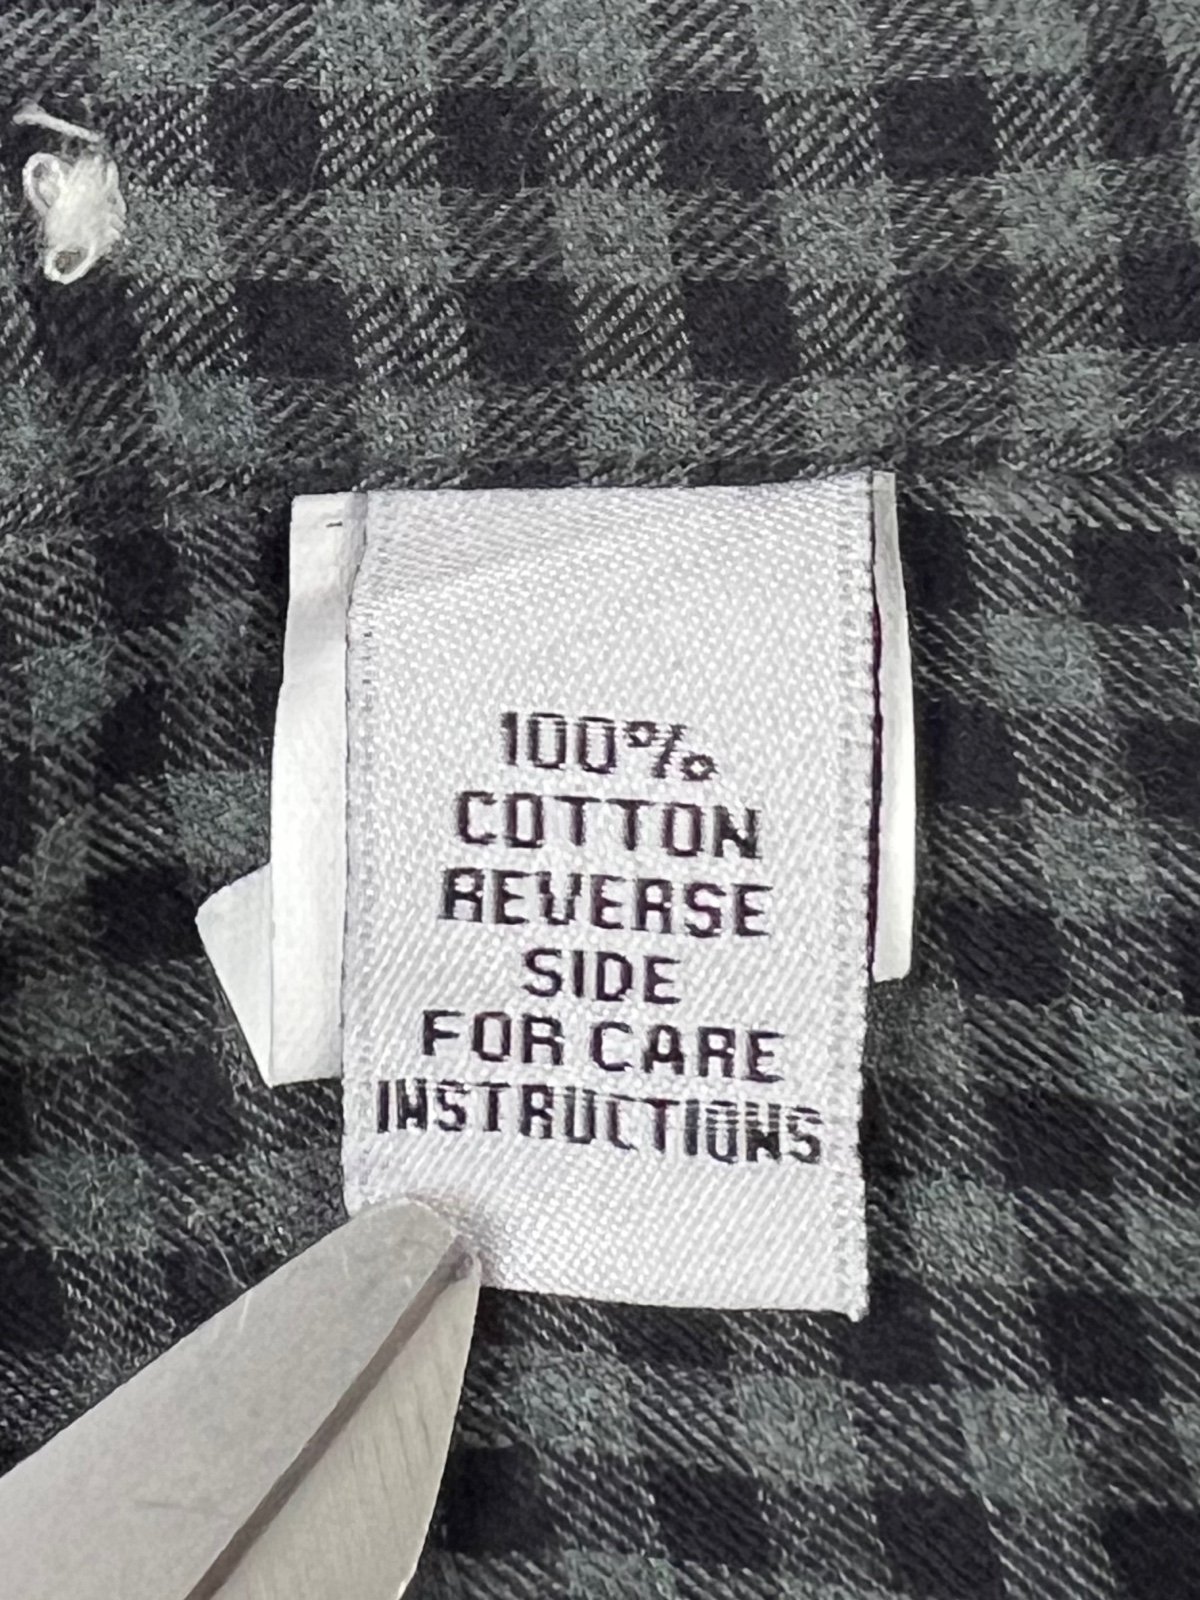 100%
COTTON
REVERSE
SIDE
FOR CARE
INSTRUCTIONS